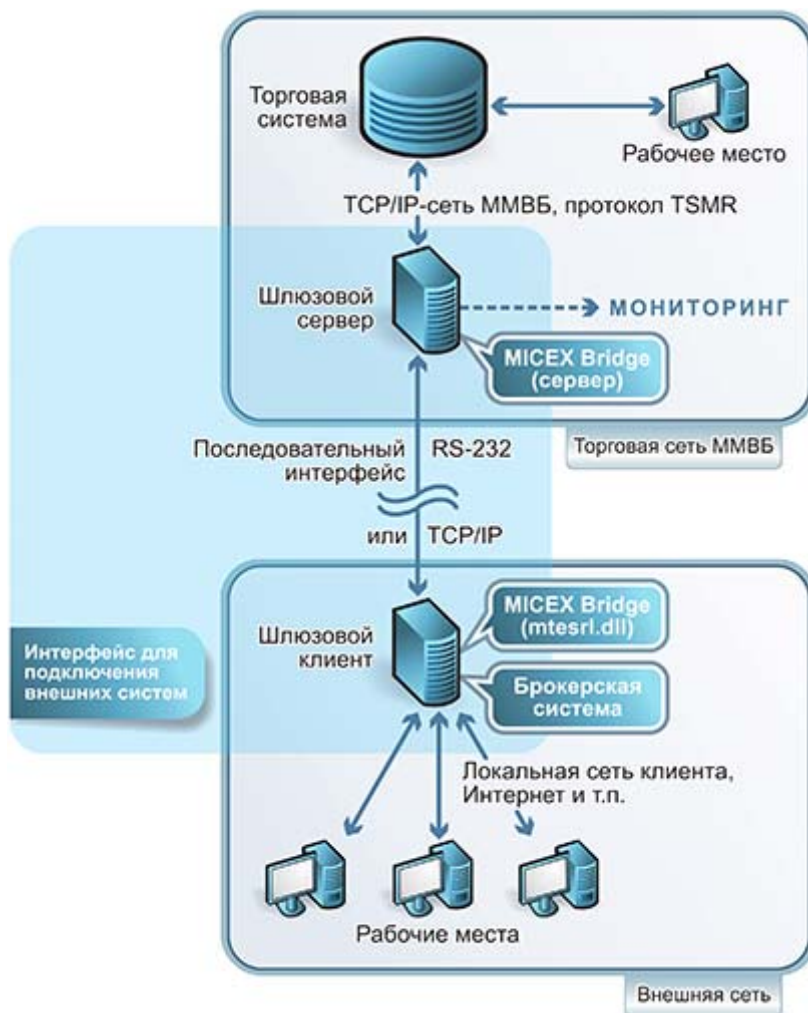 Торговая
система
Рабочее место
TCP/IP-сеть ММВБ, протокол TSMR
Шлюзовой
сервер
МОНИТОРИНГ
MICEX Bridge
(сервер)
Торговая сеть ММВБ
Последовательный
интерфейс
RS-232
или
TCP/IP
Шлюзовой
клиент
MICEX Bridge
(mtesrl.dll)
Брокерская
система
Интерфейс для
подключения
внешних систем
Локальная сеть клиента,
Интернет и т.п.
Рабочие места
Внешняя сеть